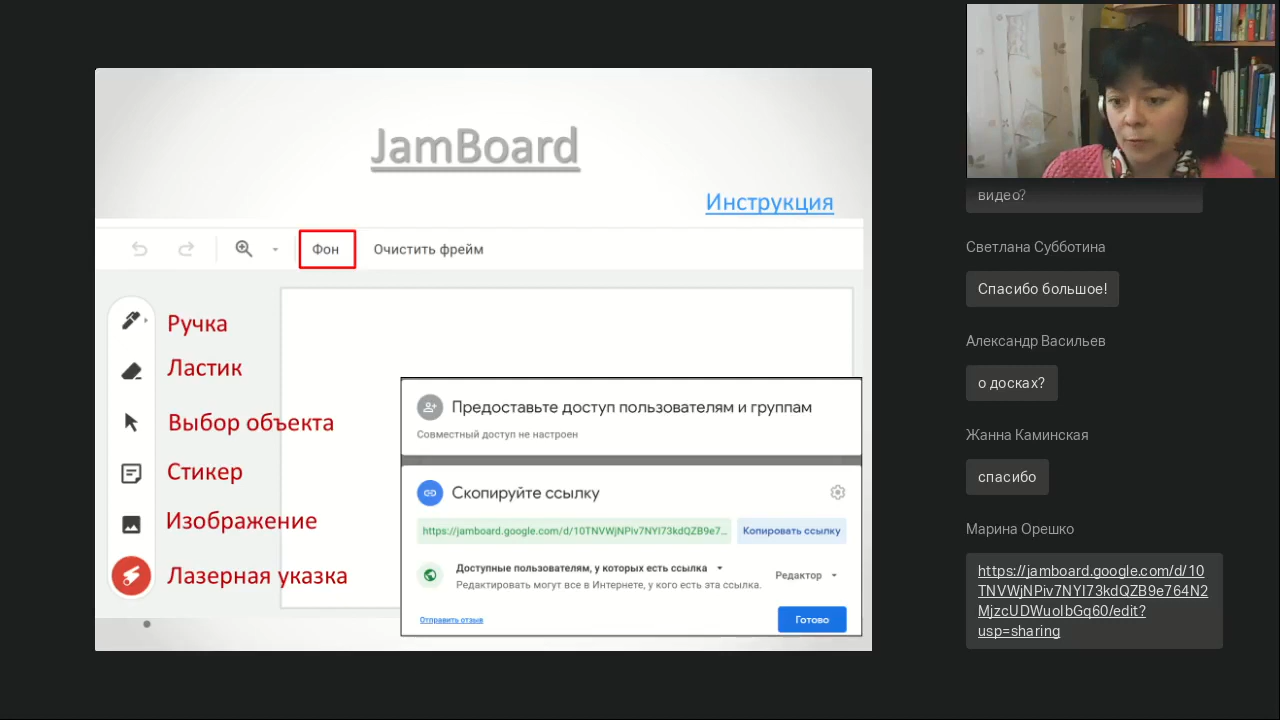 JamBoard
Инструкция
Фон
Очистить фрейм
Ручка
Ластик
Выбор объекта
Стикер
Изображение
Лазерная указка
Предоставьте доступ пользователям и группам
Совместный доступ не настроен
Скопируйте ссылку
https://jamboard.google.com/d/10TNVWjNPiv7NYI73kdQZB9e7...
Копировать ссылку
Доступные пользователям, у которых есть ссылка
Редактировать могут все в Интернете, у кого есть эта ссылка.
Редактор
Отправить отзыв
Готово
видео?
Светлана Субботина
Спасибо большое!
Александр Васильев
о досках?
Жанна Каминская
спасибо
Марина Орешко
https://jamboard.google.com/d/10
TNVWjNPiv7NYI73kdQZB9e764N2
MjzcUDWuoIbGq60/edit?
usp=sharing